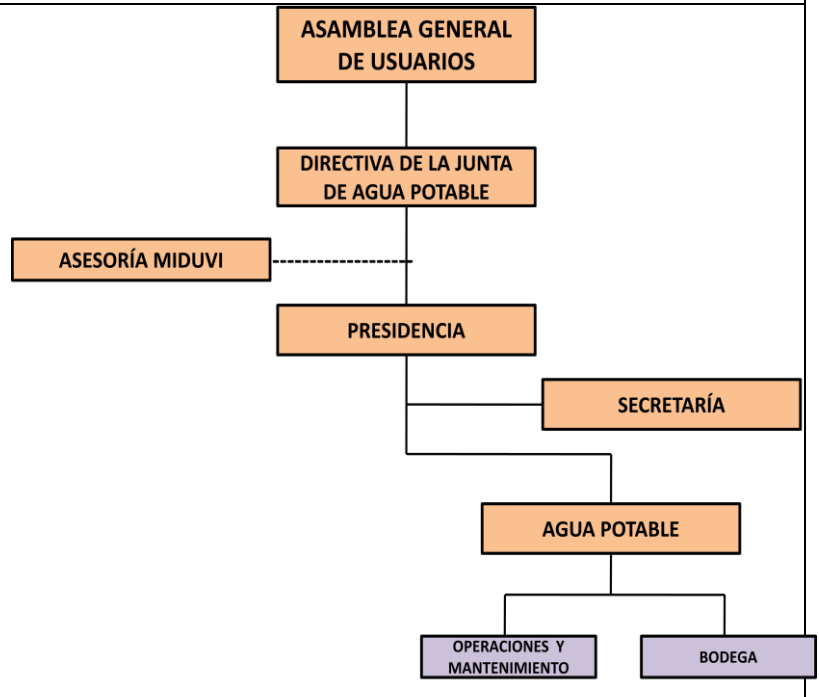 ASAMBLEA GENERAL
DE USUARIOS
DIRECTIVA DE LA JUNTA
DE AGUA POTABLE
ASESORÍA MIDUVI
PRESIDENCIA
SECRETARÍA
AGUA POTABLE
OPERACIONES Y
MANTENIMIENTO
BODEGA